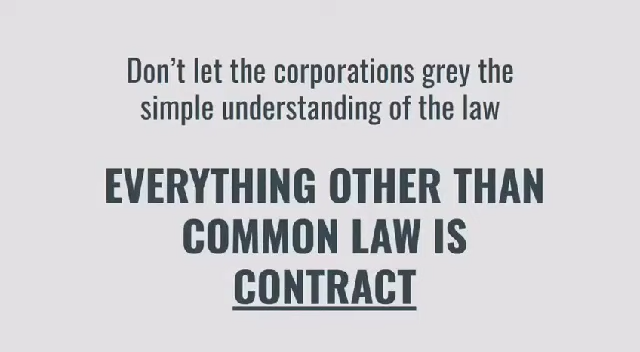 Don’t let the corporations grey the
simple understanding of the law
EVERYTHING OTHER THAN
COMMON LAW IS
CONTRACT